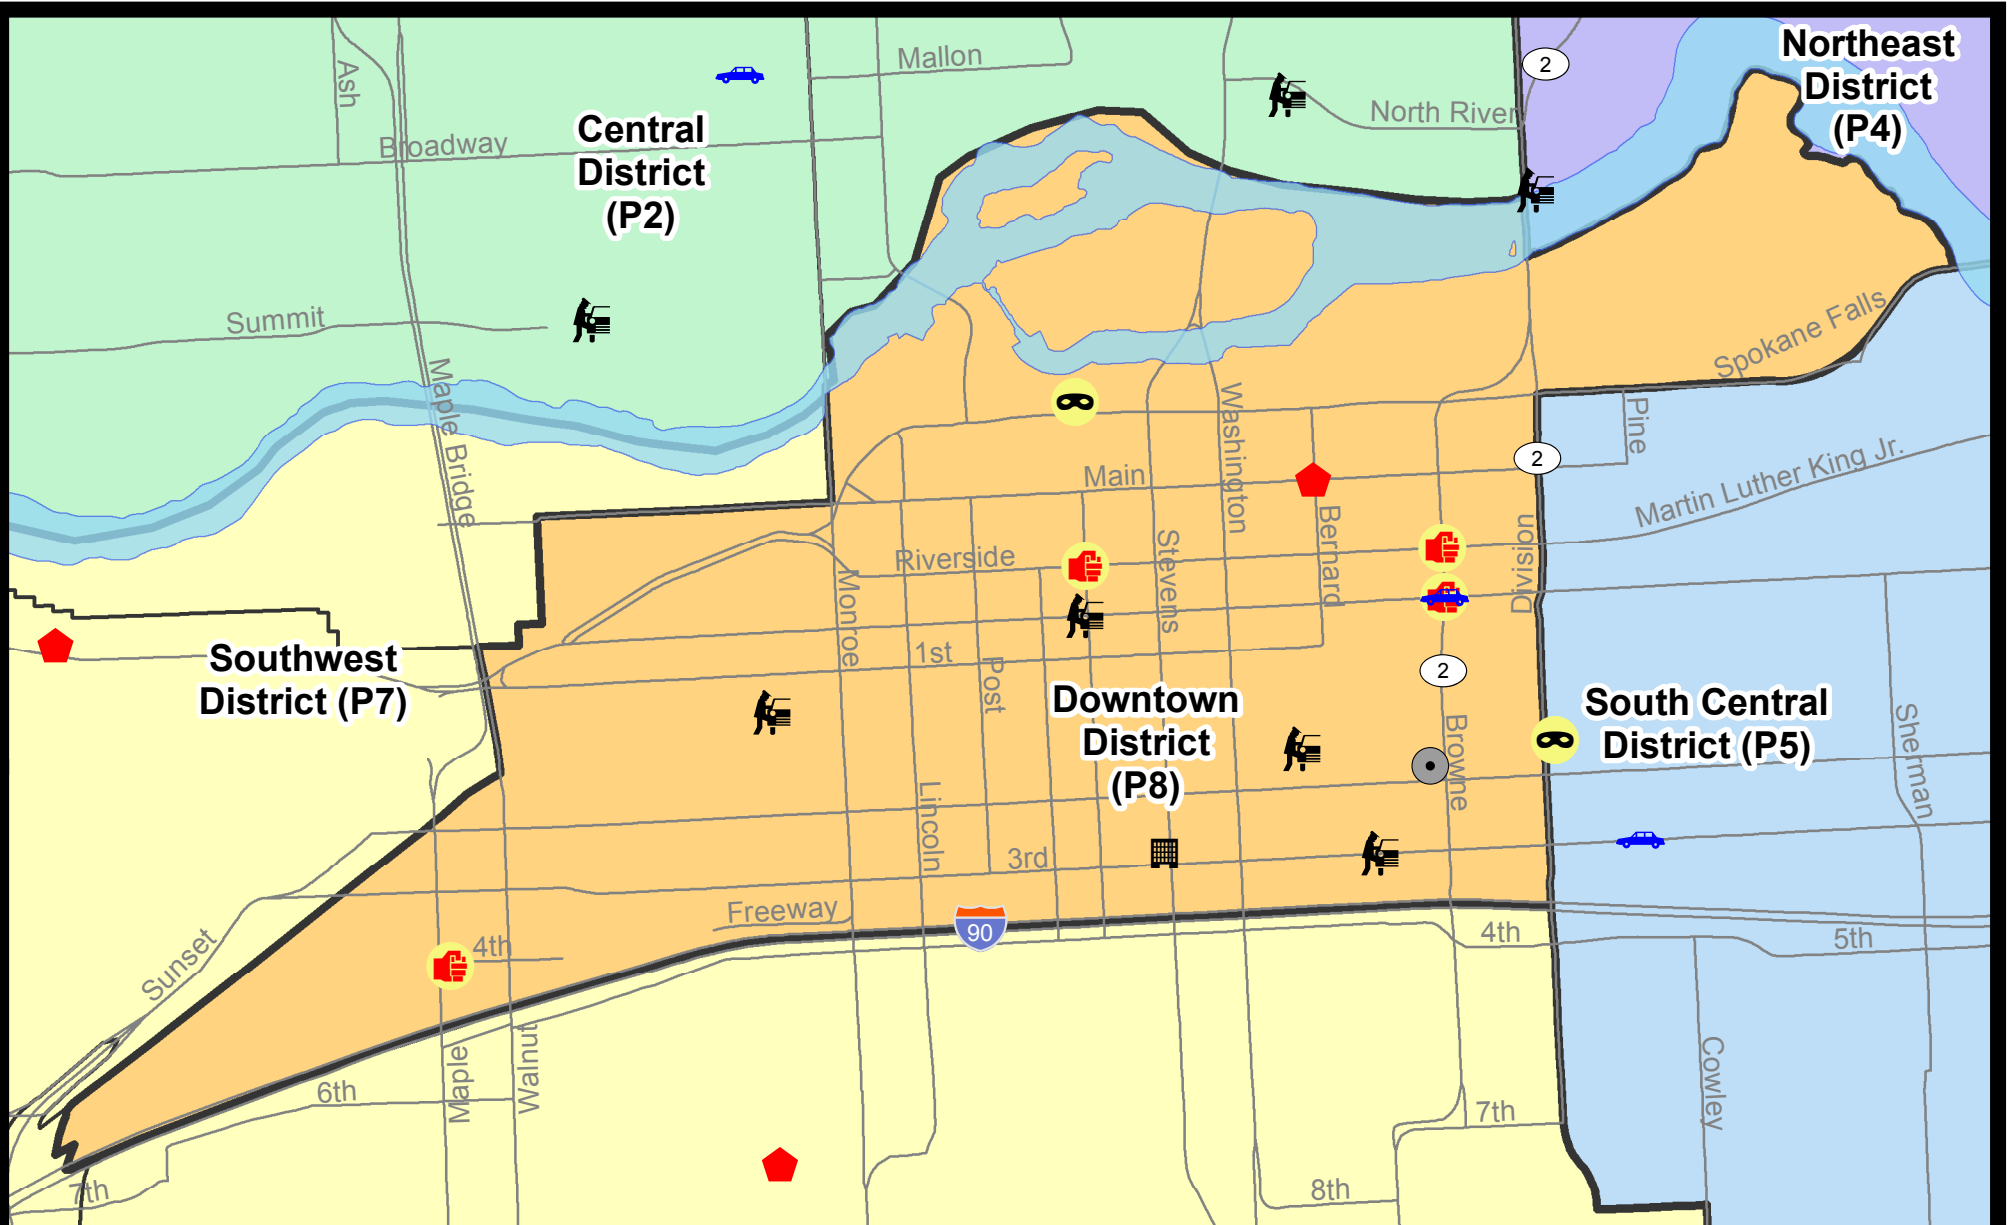 Northeast
District
(P4)
2
Mallon
Ash
North River
Central
District
(P2)
Broadway
Summit
Spokane Falls
Maple Bridge
Washington
Pine
2
Main
Martin Luther King Jr.
Bernard
Division
Stevens
Riverside
Monroe
1st
Post
Southwest
District (P7)
Downtown
District
(P8)
2
Browne
South Central
District (P5)
Sherman
Lincoln
3rd
Freeway
90
4th
4th
5th
Sunset
Maple
Walnut
6th
Cowley
7th
7th
8th